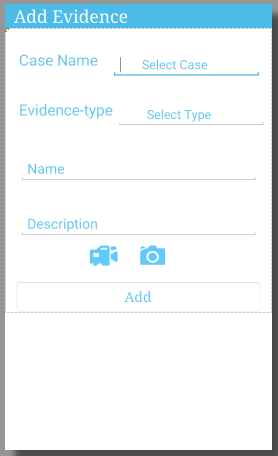 Add Evidence
Case Name Select Case
Evidence-type Select Type
Name
Description
Add